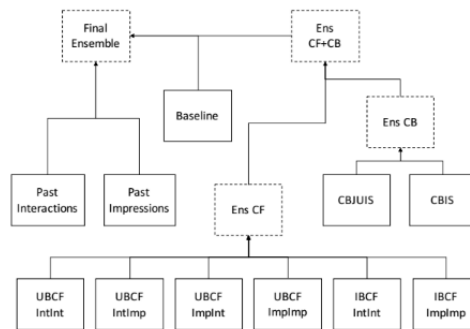 Final
Ensemble
Ens
CF+CB
Baseline
Ens CB
Past
Interactions
Past
Impressions
Ens CF
CBJUIS
CBIS
UBCF
IntInt
UBCF
IntImp
UBCF
ImpInt
UBCF
ImpImp
IBCF
IntInt
IBCF
ImpImp